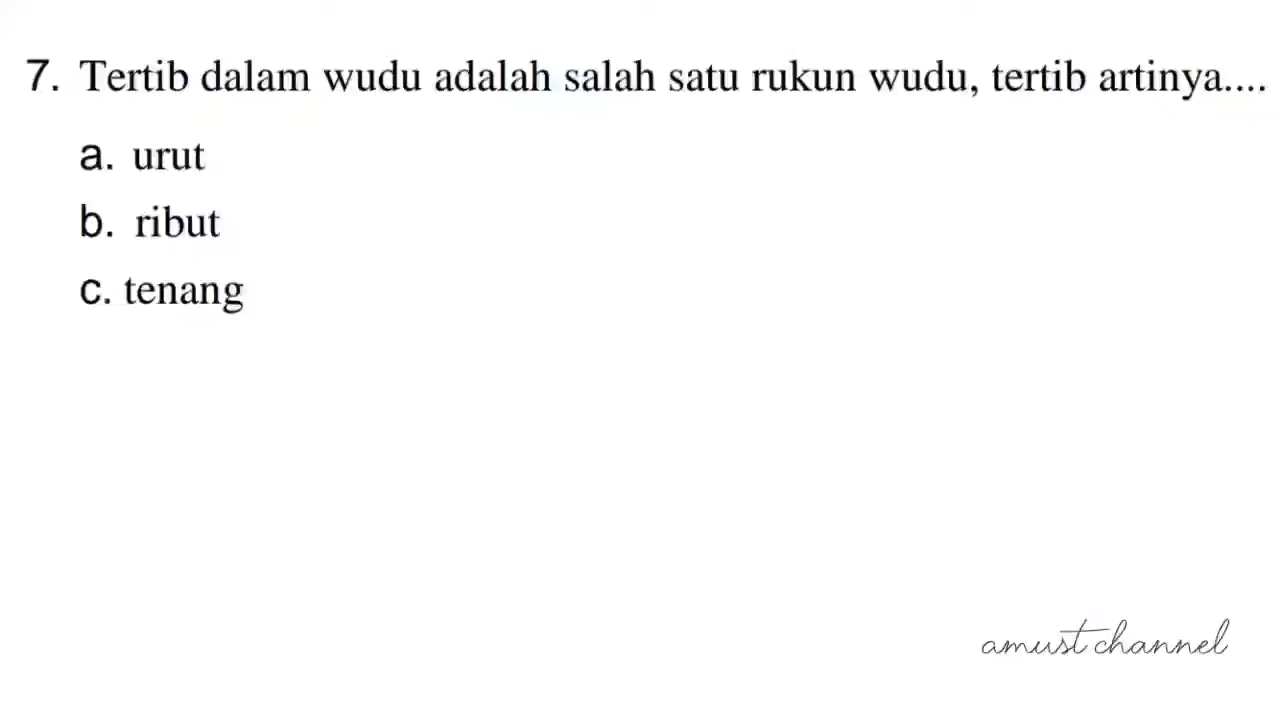 7. Tertib dalam wudu adalah salah satu rukun wudu, tertib artinya....
a. urut
b. ribut
c. tenang
amust channel